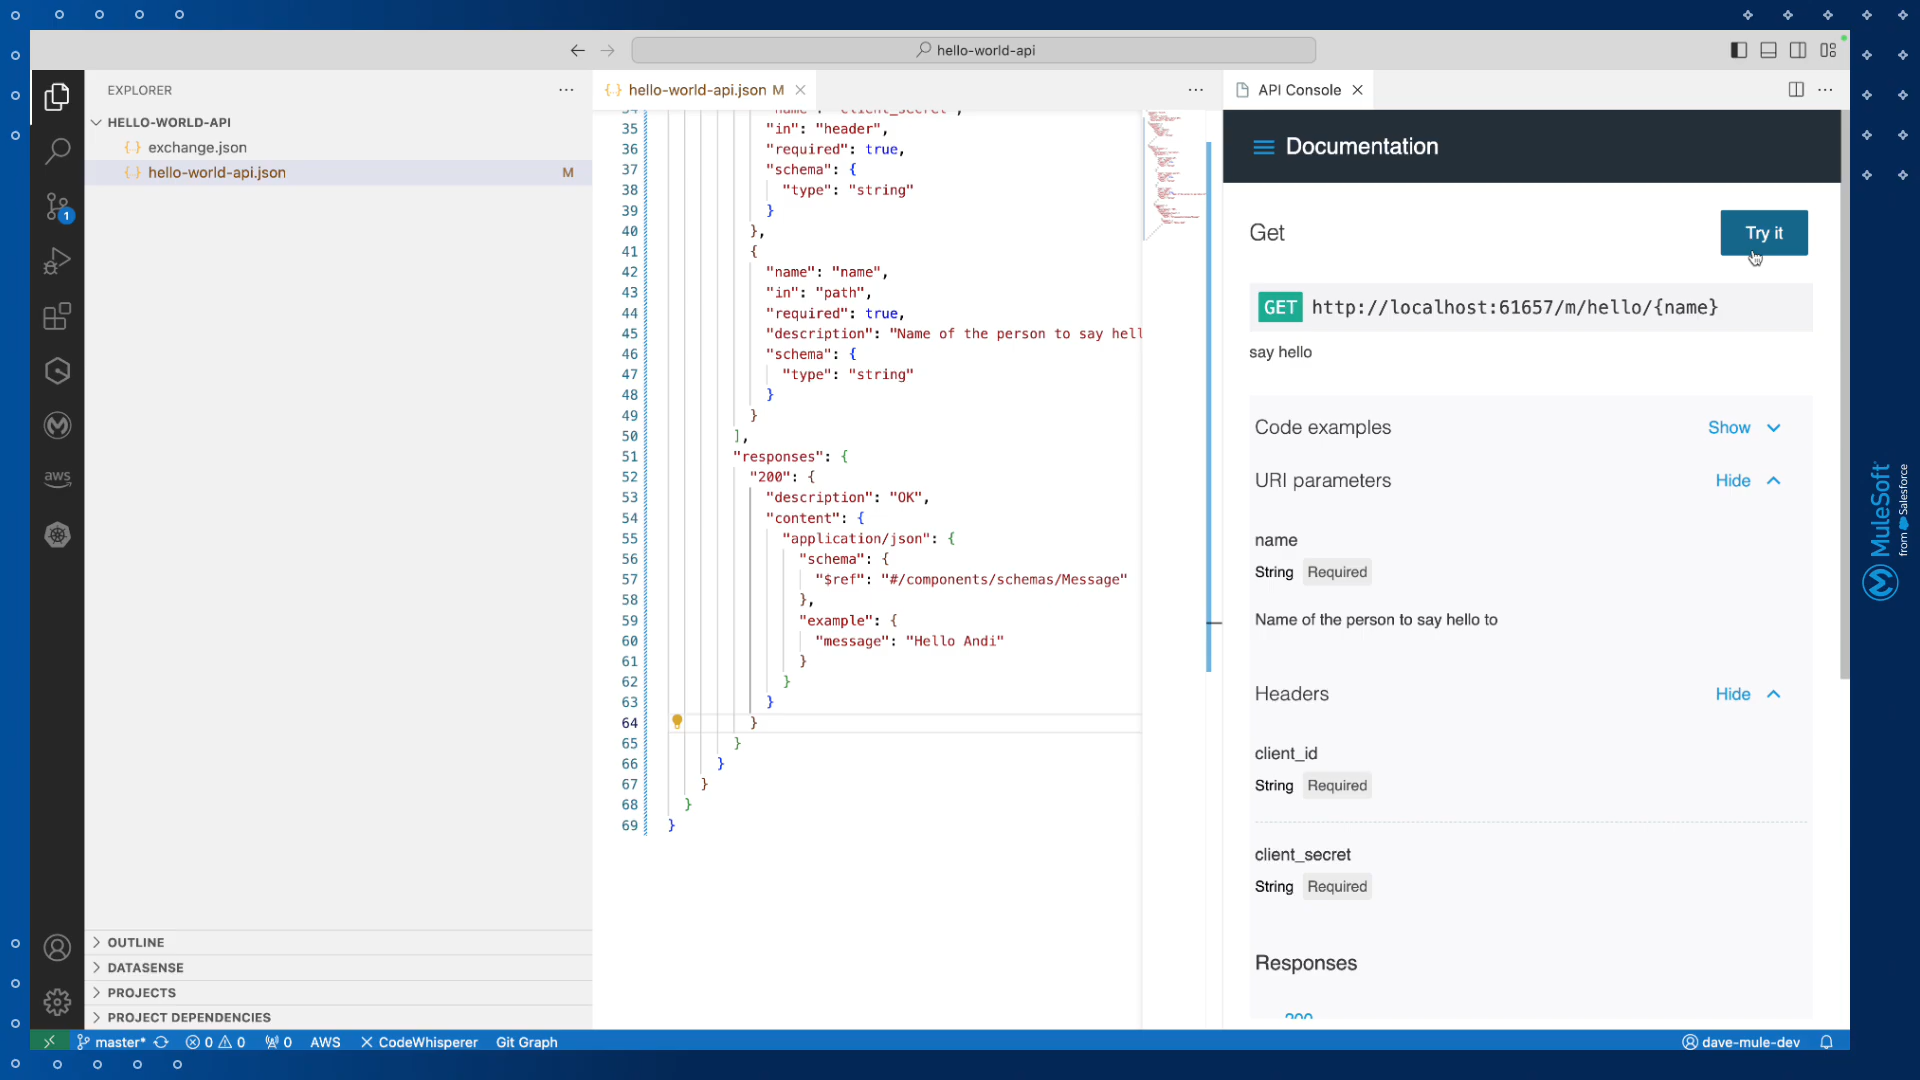 hello-world-api
EXPLORER
HELLO-WORLD-API
{} exchange.json
{} hello-world-api.json M
OUTLINE
DATASENSE
PROJECTS
PROJECT DEPENDENCIES
{} hello-world-api.json M
35 "in": "header",
36 "required": true,
37 "schema": {
38 "type": "string"
39 }
40 },
41 {
42 "name": "name",
43 "in": "path",
44 "required": true,
45 "description": "Name of the person to say hell
46 "schema": {
47 "type": "string"
48 }
49 }
50 ],
51 "responses": {
52 "200": {
53 "description": "OK",
54 "content": {
55 "application/json": {
56 "schema": {
57 "$ref": "#/components/schemas/Message"
58 },
59 "example": {
60 "message": "Hello Andi"
61 }
62 }
63 }
64 }
65 }
66 }
67 }
68 }
69 }
API Console
Documentation
Get
Try it
GET http://localhost:61657/m/hello/{name}
say hello
Code examples Show
URI parameters Hide
name
String Required
Name of the person to say hello to
Headers Hide
client_id
String Required
client_secret
String Required
Responses
aws
1
master* 0 0 0 AWS CodeWhisperer Git Graph
dave-mule-dev
MuleSoft
from Salesforce